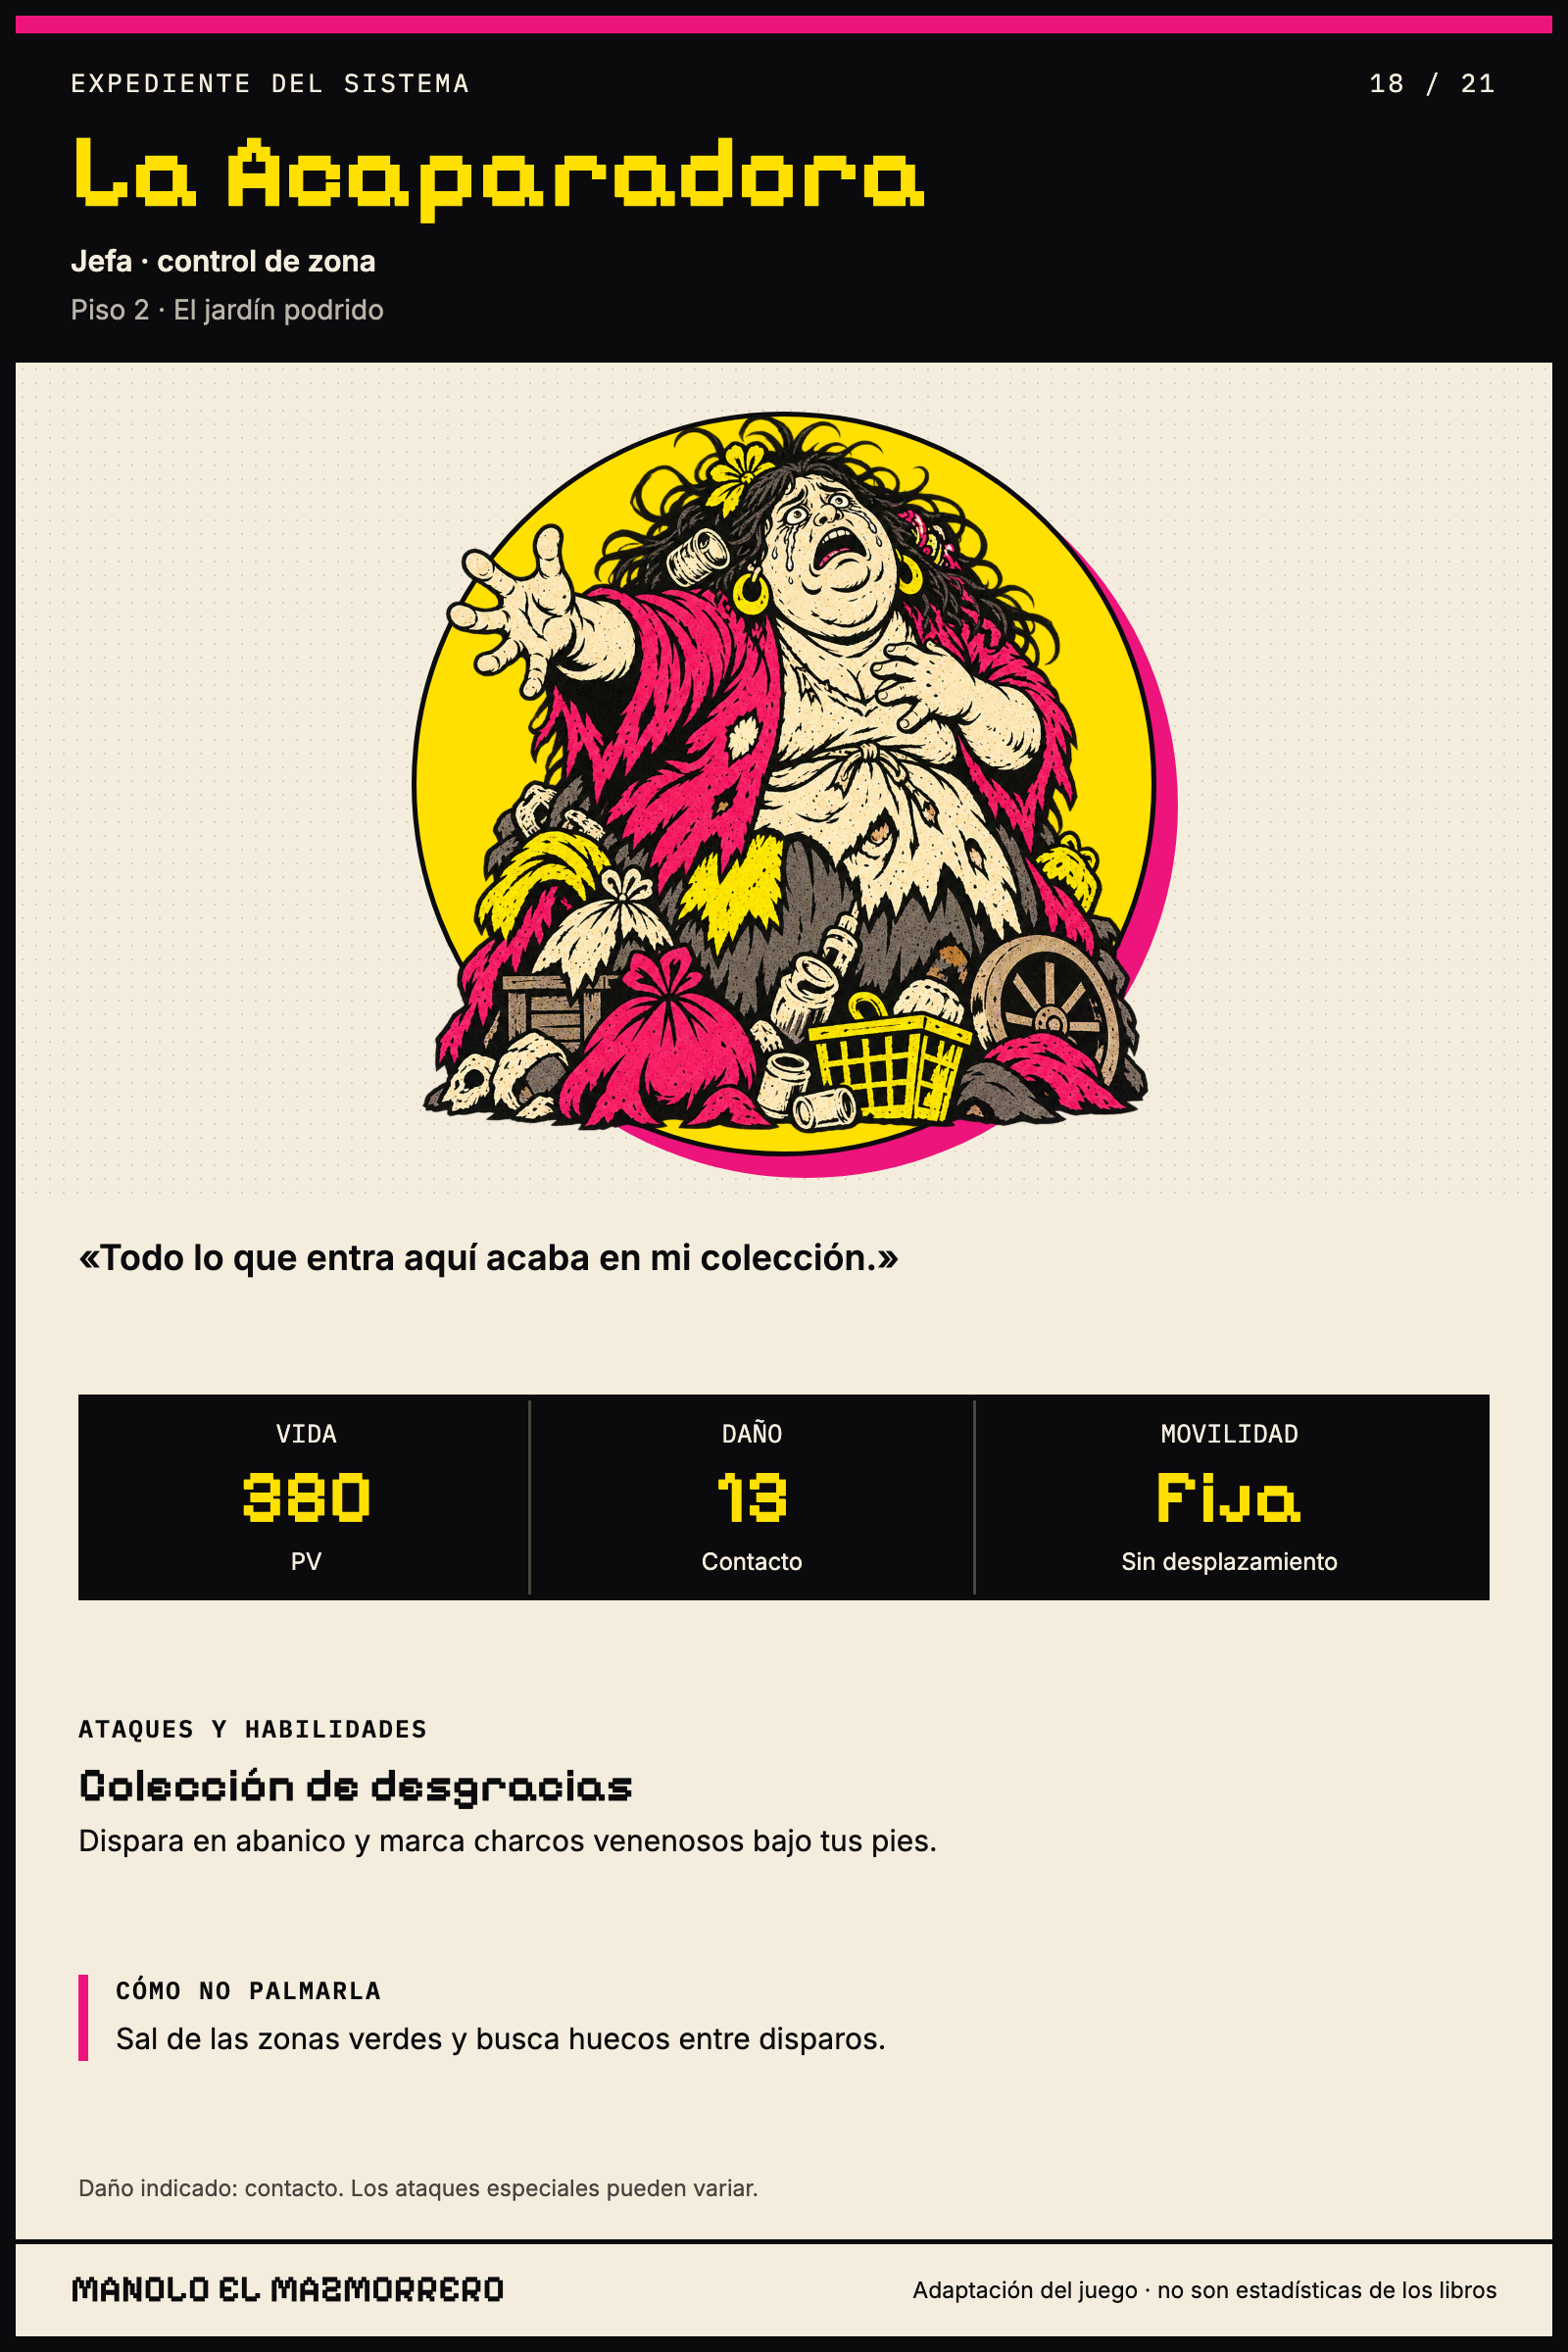 EXPEDIENTE DEL SISTEMA
18 / 21
La Acaparadora
Jefa · control de zona
Piso 2 · El jardín podrido
«Todo lo que entra aquí acaba en mi colección.»
VIDA
380
PV
DAÑO
13
Contacto
MOVILIDAD
Fija
Sin desplazamiento
ATAQUES Y HABILIDADES
Colección de desgracias
Dispara en abanico y marca charcos venenosos bajo tus pies.
CÓMO NO PALMARLA
Sal de las zonas verdes y busca huecos entre disparos.
Daño indicado: contacto. Los ataques especiales pueden variar.
MANOLO EL MAZMORRERO
Adaptación del juego · no son estadísticas de los libros